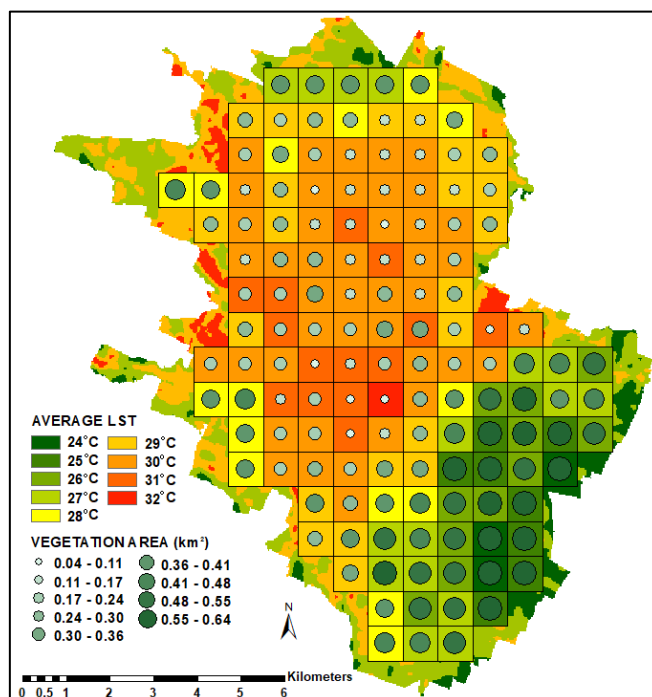 AVERAGE LST
24°C 29°C
25°C 30°C
26°C 31°C
27°C 32°C
28°C
VEGETATION AREA (km²)
0.04 - 0.11 0.36 - 0.41
0.11 - 0.17 0.41 - 0.48
0.17 - 0.24 0.48 - 0.55
0.24 - 0.30 0.55 - 0.64
0.30 - 0.36
N
Kilometers
0 0.5 1 2 3 4 5 6